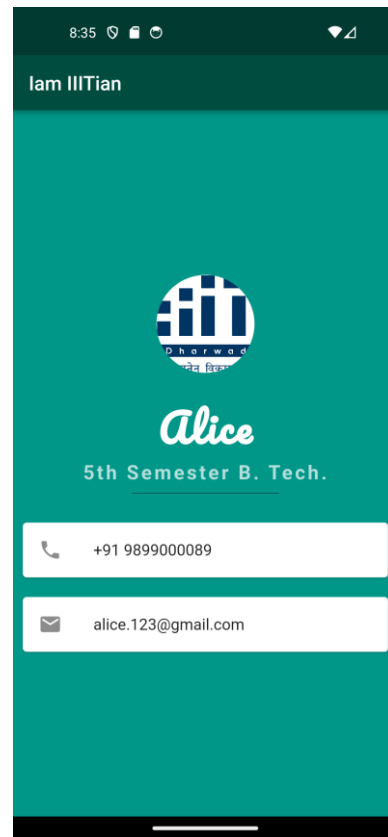 8:35
Iam IIITian
Dharwad
Alice
5th Semester B. Tech.
+91 9899000089
alice.123@gmail.com